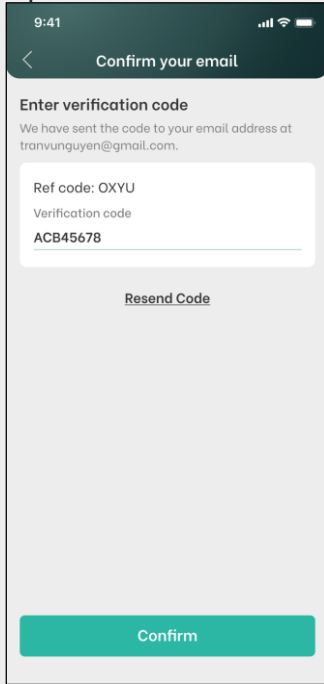 9:41
Confirm your email
Enter verification code
We have sent the code to your email address at
tranvunguyen@gmail.com.
Ref code: OXYU
Verification code
ACB45678
Resend Code
Confirm